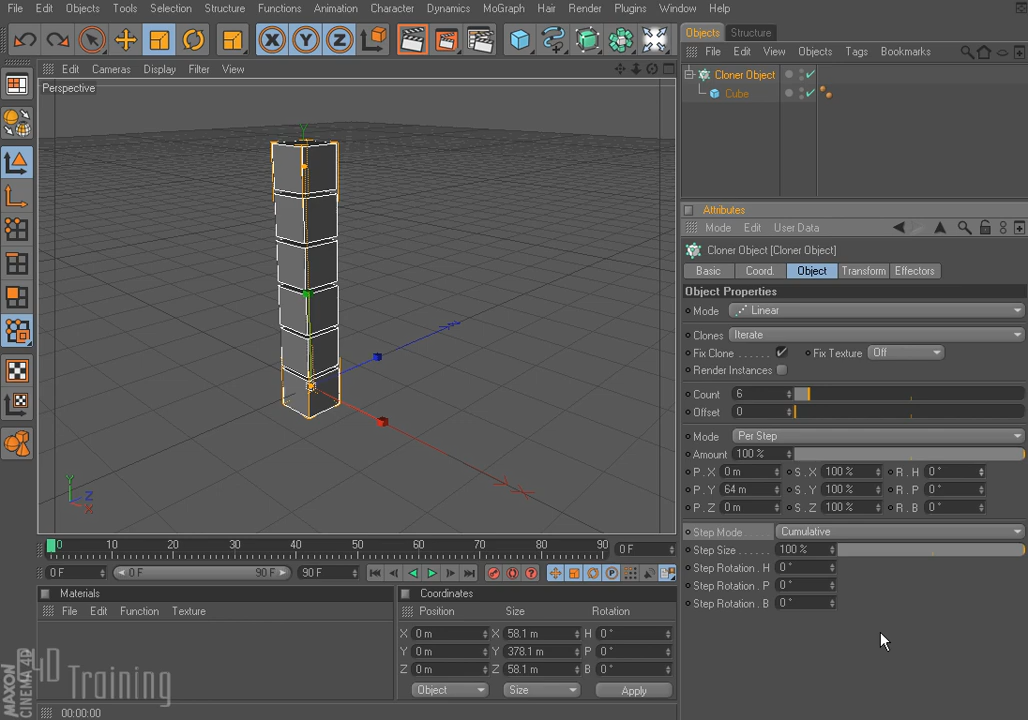 File Edit Objects Tools Selection Structure Functions Animation Character Dynamics MoGraph Hair Render Plugins Window Help
X Y Z
Objects Structure
File Edit View Objects Tags Bookmarks
Cloner Object
Cube
Edit Cameras Display Filter View
Perspective
Y
Y
Z
X
Attributes
Mode Edit User Data
Cloner Object [Cloner Object]
Basic Coord. Object Transform Effectors
Object Properties
Mode Linear
Clones Iterate
Fix Clone Fix Texture Off
Render Instances
Count 6
Offset 0
Mode Per Step
Amount 100 %
P . X 0 m S . X 100 % R . H 0 °
P . Y 64 m S . Y 100 % R . P 0 °
P . Z 0 m S . Z 100 % R . B 0 °
Step Mode Cumulative
Step Size 100 %
Step Rotation . H 0 °
Step Rotation . P 0 °
Step Rotation . B 0 °
0 10 20 30 40 50 60 70 80 90 0 F
0 F 0 F 90 F 90 F
Materials
File Edit Function Texture
Coordinates
Position Size Rotation
X 0 m X 58.1 m H 0 °
Y 0 m Y 378.1 m P 0 °
Z 0 m Z 58.1 m B 0 °
Object Size Apply
00:00:00
MAXON
CINEMA 4D
C4D Training